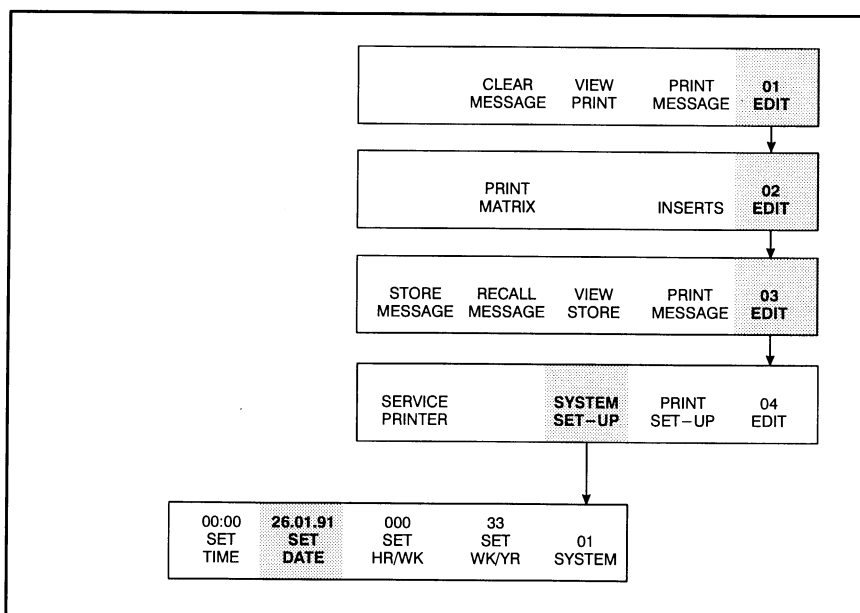 CLEAR VIEW PRINT 01
MESSAGE PRINT MESSAGE EDIT
PRINT 02
MATRIX INSERTS EDIT
STORE RECALL VIEW PRINT 03
MESSAGE MESSAGE STORE MESSAGE EDIT
SERVICE SYSTEM PRINT 04
PRINTER SET-UP SET-UP EDIT
00:00 26.01.91 000 33
SET SET SET SET 01
TIME DATE HR/WK WK/YR SYSTEM